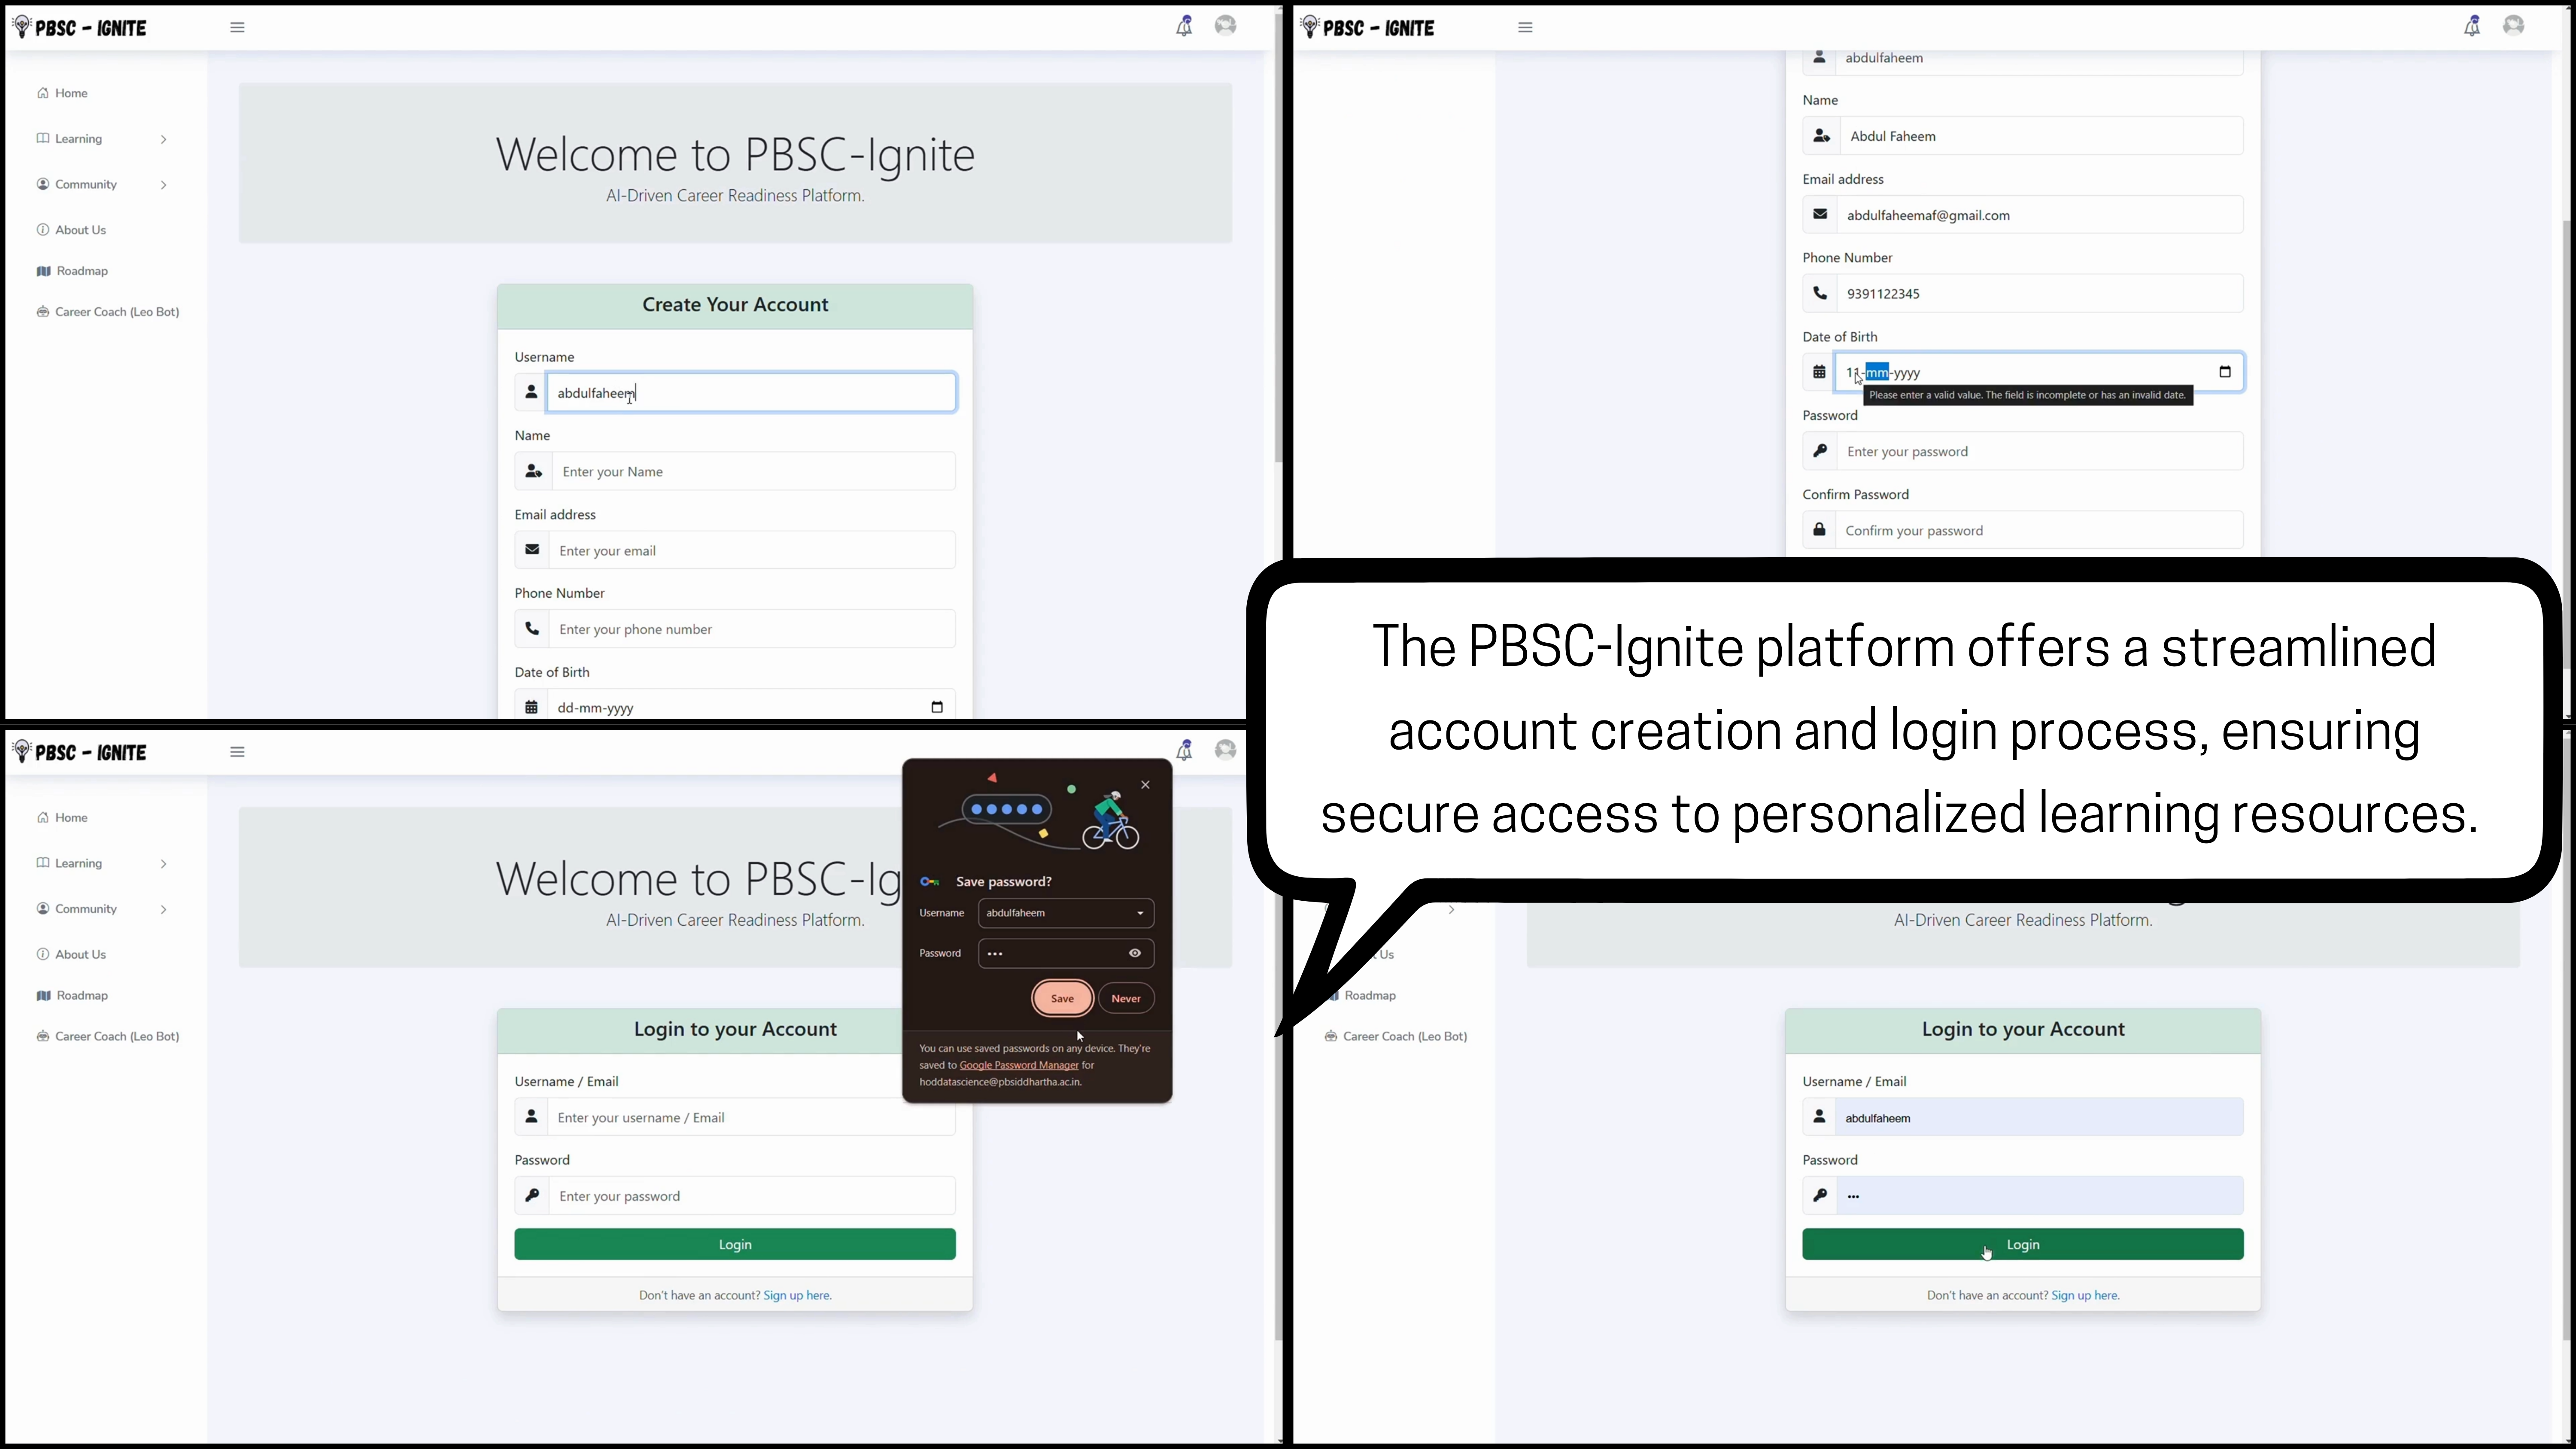 PBSC - IGNITE
Home
Learning
Community
About Us
Roadmap
Career Coach (Leo Bot)
Welcome to PBSC-Ignite
AI-Driven Career Readiness Platform.
Create Your Account
Username
abdulfaheem
Name
Enter your Name
Email address
Enter your email
Phone Number
Enter your phone number
Date of Birth
dd-mm-yyyy
PBSC - IGNITE
abdulfaheem
Name
Abdul Faheem
Email address
abdulfaheemaf@gmail.com
Phone Number
9391122345
Date of Birth
11-mm-yyyy
Please enter a valid value. The field is incomplete or has an invalid date.
Password
Enter your password
Confirm Password
Confirm your password
The PBSC-Ignite platform offers a streamlined
account creation and login process, ensuring
secure access to personalized learning resources.
PBSC - IGNITE
Home
Learning
Community
About Us
Roadmap
Career Coach (Leo Bot)
Welcome to PBSC-Ig
AI-Driven Career Readiness Platform.
Save password?
Username
abdulfaheem
Password
•••
Save
Never
You can use saved passwords on any device. They're
saved to Google Password Manager for
hoddatascience@pbsiddhartha.ac.in.
Login to your Account
Username / Email
Enter your username / Email
Password
Enter your password
Login
Don't have an account? Sign up here.
Us
Roadmap
Career Coach (Leo Bot)
AI-Driven Career Readiness Platform.
Login to your Account
Username / Email
abdulfaheem
Password
•••
Login
Don't have an account? Sign up here.